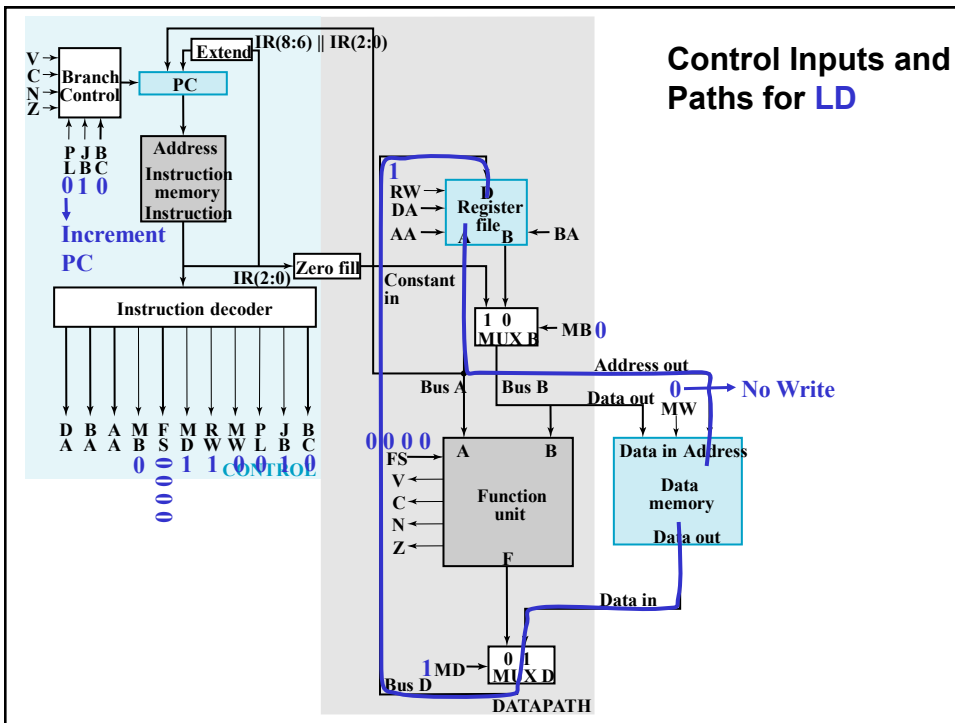 Control Inputs and
Paths for LD
IR(8:6) || IR(2:0)
Extend
V
C
N
Z
Branch
Control
PC
P J B
L B C
0 1 0
Increment
PC
Address
Instruction
memory
Instruction
IR(2:0)
Zero fill
Instruction decoder
D B A M F M R M P J B
A A A B S D W W L B C
0 0000 1 1 0 0 1 0
CONTROL
1
RW
DA
AA
D
Register
file
A B
BA
Constant
in
1 0
MUX B
MB 0
Address out
Bus A
Bus B
Data out
0
No Write
MW
0 0 0 0
FS
V
C
N
Z
A B
Function
unit
F
Data in Address
Data
memory
Data out
Data in
0 1
MUX D
1 MD
Bus D
DATAPATH